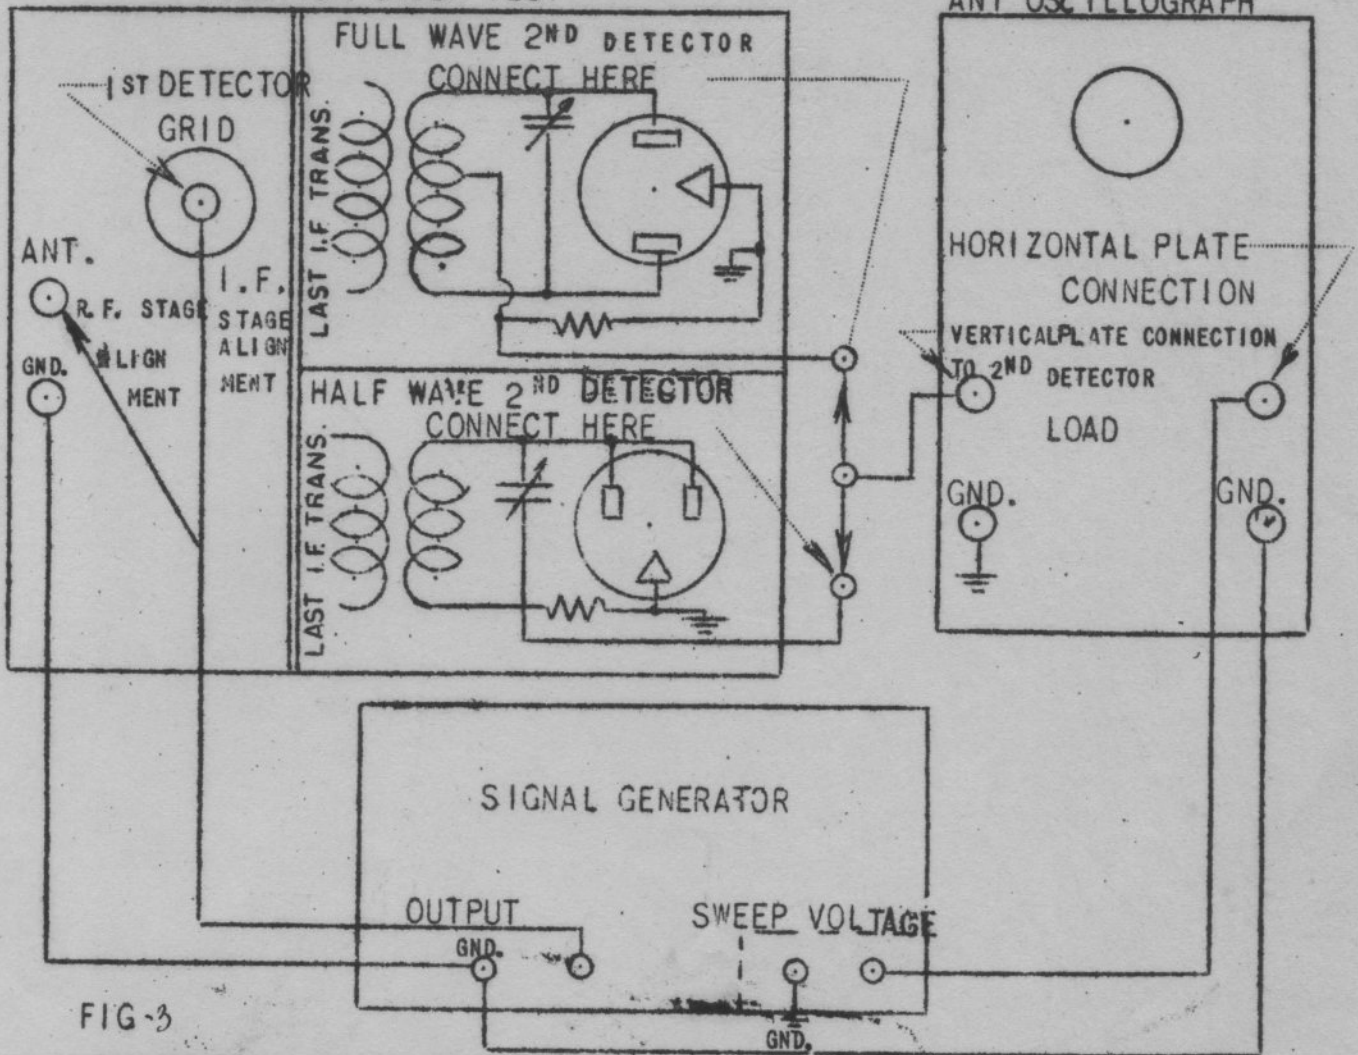 ANY OSCILLOGRAPH
FULL WAVE 2ND DETECTOR
CONNECT HERE
1ST DETECTOR
GRID
LAST I.F. TRANS.
ANT.
R.F. STAGE
ALIGN
MENT
I.F.
STAGE
ALIGN
MENT
GND.
HALF WAVE 2ND DETECTOR
CONNECT HERE
LAST I.F. TRANS.
HORIZONTAL PLATE
CONNECTION
VERTICAL PLATE CONNECTION
TO 2ND DETECTOR
LOAD
GND.
GND.
SIGNAL GENERATOR
OUTPUT
GND.
SWEEP VOLTAGE
GND.
FIG-3